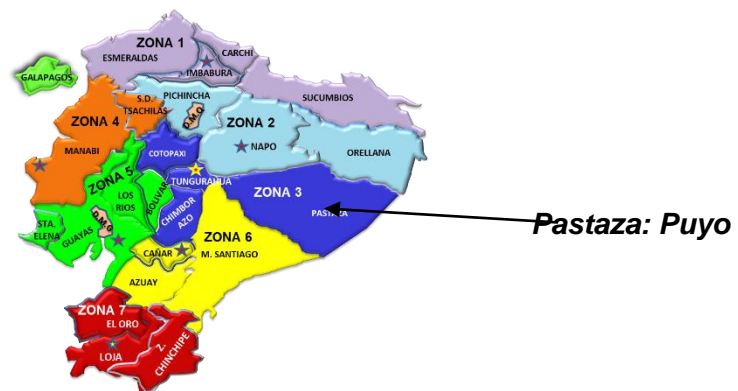 ZONA 1
CARCHI
ESMERALDAS
IMBABURA
GALAPAGOS
PICHINCHA
SUCUMBIOS
S.D.
TSACHILAS
D.M.Q
ZONA 4
ZONA 2
MANABI
COTOPAXI
NAPO
ORELLANA
ZONA 5
TUNGURAHUA
ZONA 3
LOS
RIOS
BOLIVAR
CHIMBOR
AZO
PASTAZA
STA.
ELENA
GUAYAS
D.M.G
ZONA 6
CAÑAR
M. SANTIAGO
AZUAY
ZONA 7
EL ORO
LOJA
Z.
CHINCHIPE
Pastaza: Puyo